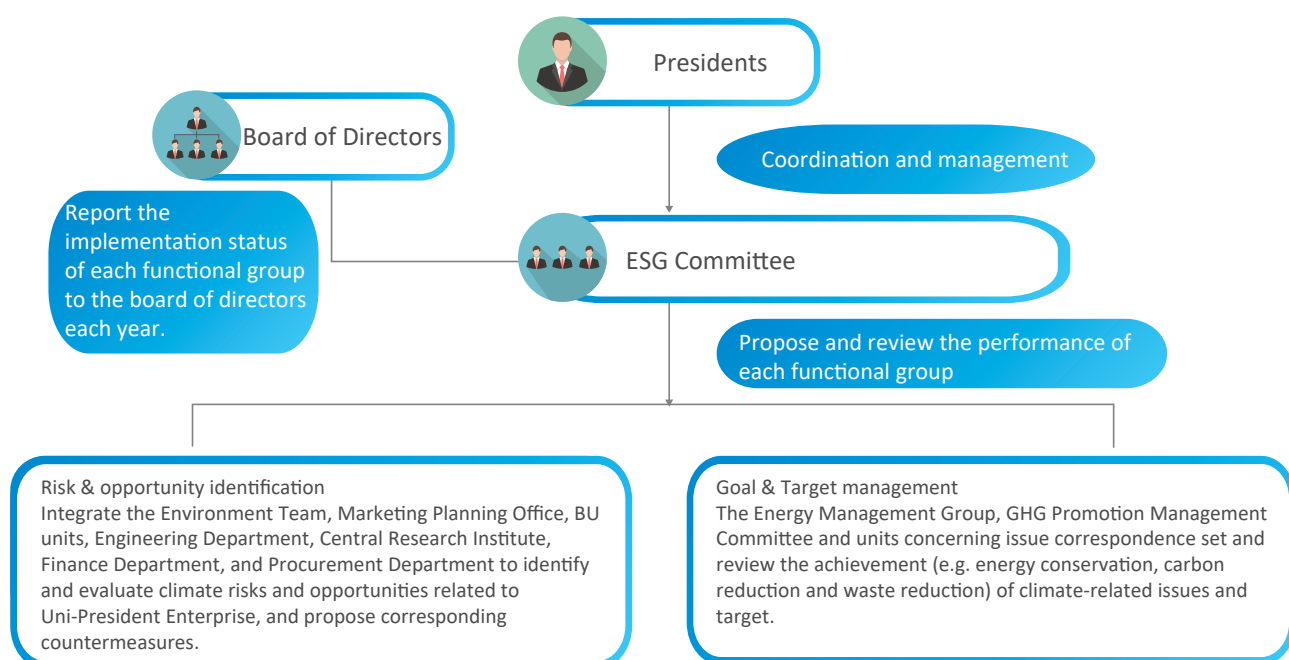 Presidents
Board of Directors
Coordination and management
Report the
implementation status
of each functional group
to the board of directors
each year.
ESG Committee
Propose and review the performance of
each functional group
Risk & opportunity identification
Integrate the Environment Team, Marketing Planning Office, BU
units, Engineering Department, Central Research Institute,
Finance Department, and Procurement Department to identify
and evaluate climate risks and opportunities related to
Uni-President Enterprise, and propose corresponding
countermeasures.
Goal & Target management
The Energy Management Group, GHG Promotion Management
Committee and units concerning issue correspondence set and
review the achievement (e.g. energy conservation, carbon
reduction and waste reduction) of climate-related issues and
target.